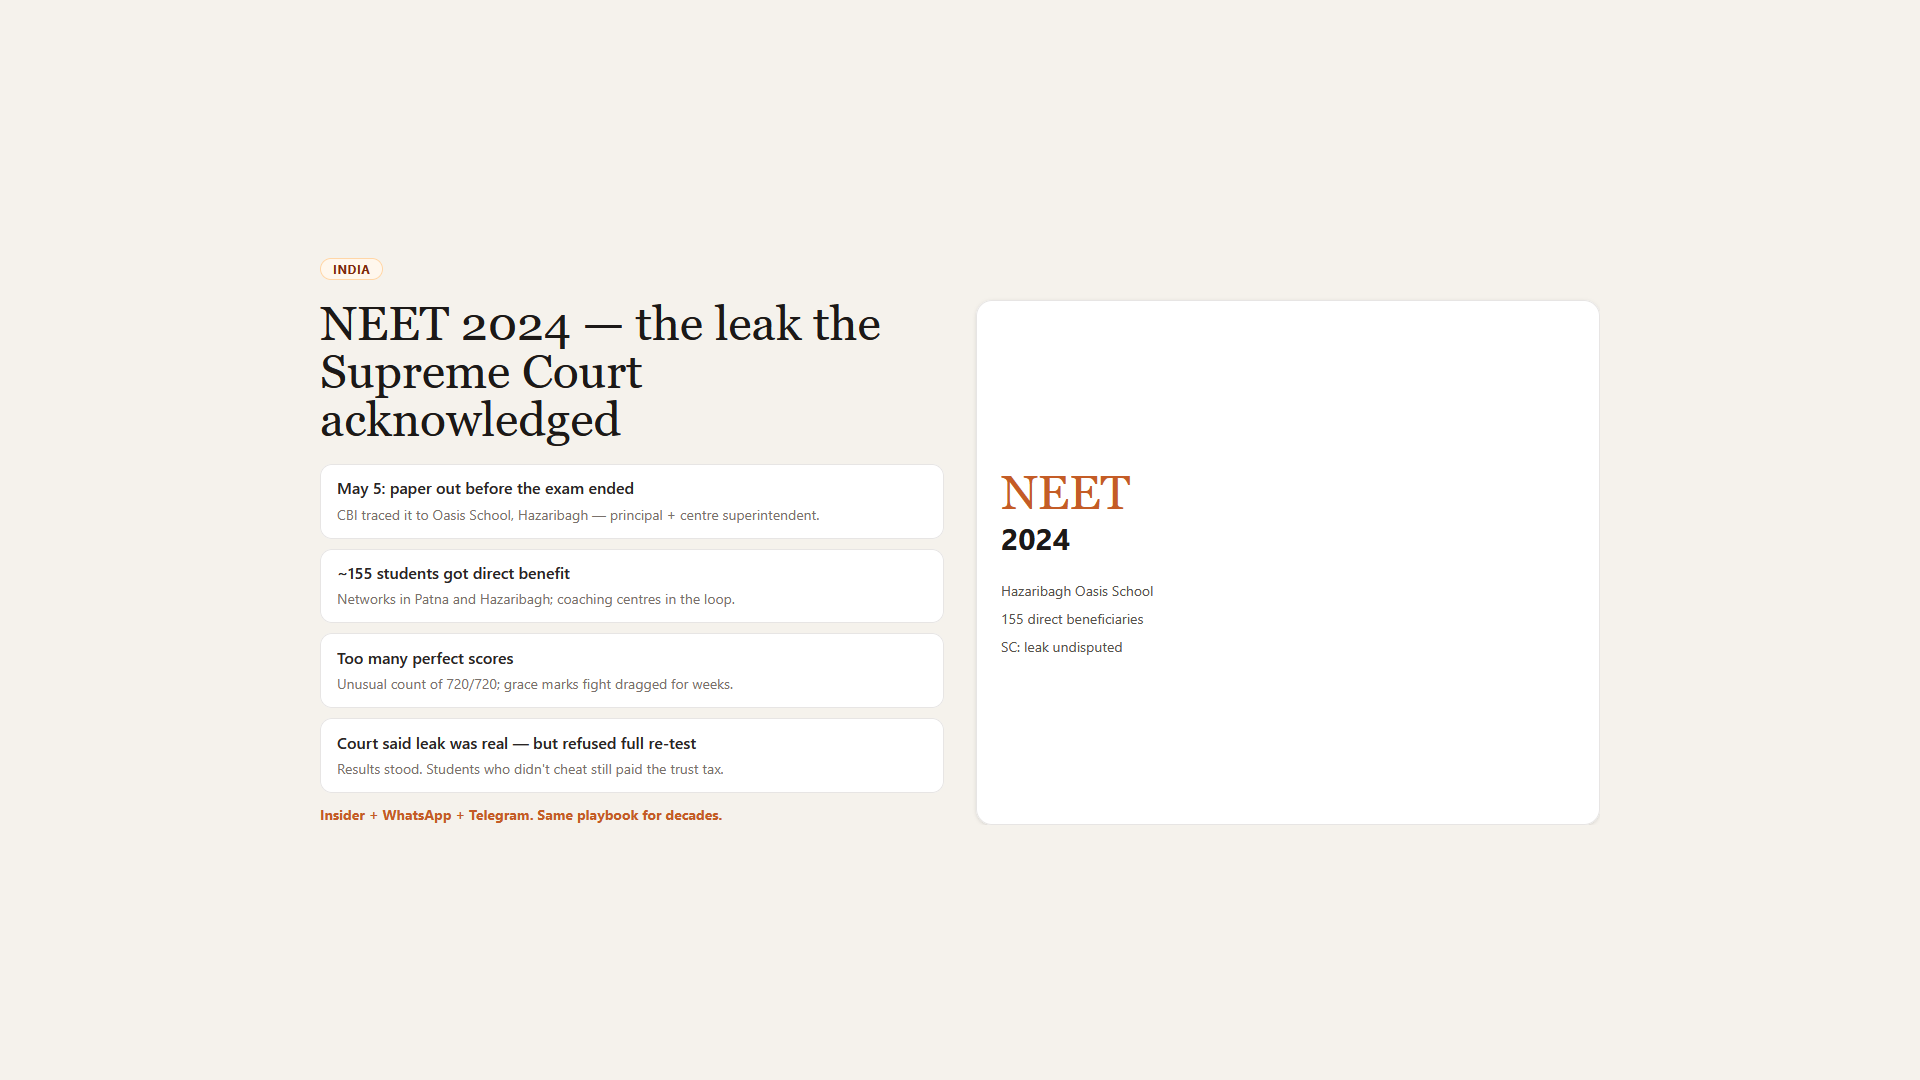 INDIA
NEET 2024 — the leak the
Supreme Court
acknowledged
May 5: paper out before the exam ended
CBI traced it to Oasis School, Hazaribagh — principal + centre superintendent.
~155 students got direct benefit
Networks in Patna and Hazaribagh; coaching centres in the loop.
Too many perfect scores
Unusual count of 720/720; grace marks fight dragged for weeks.
Court said leak was real — but refused full re-test
Results stood. Students who didn't cheat still paid the trust tax.
Insider + WhatsApp + Telegram. Same playbook for decades.
NEET
2024
Hazaribagh Oasis School
155 direct beneficiaries
SC: leak undisputed